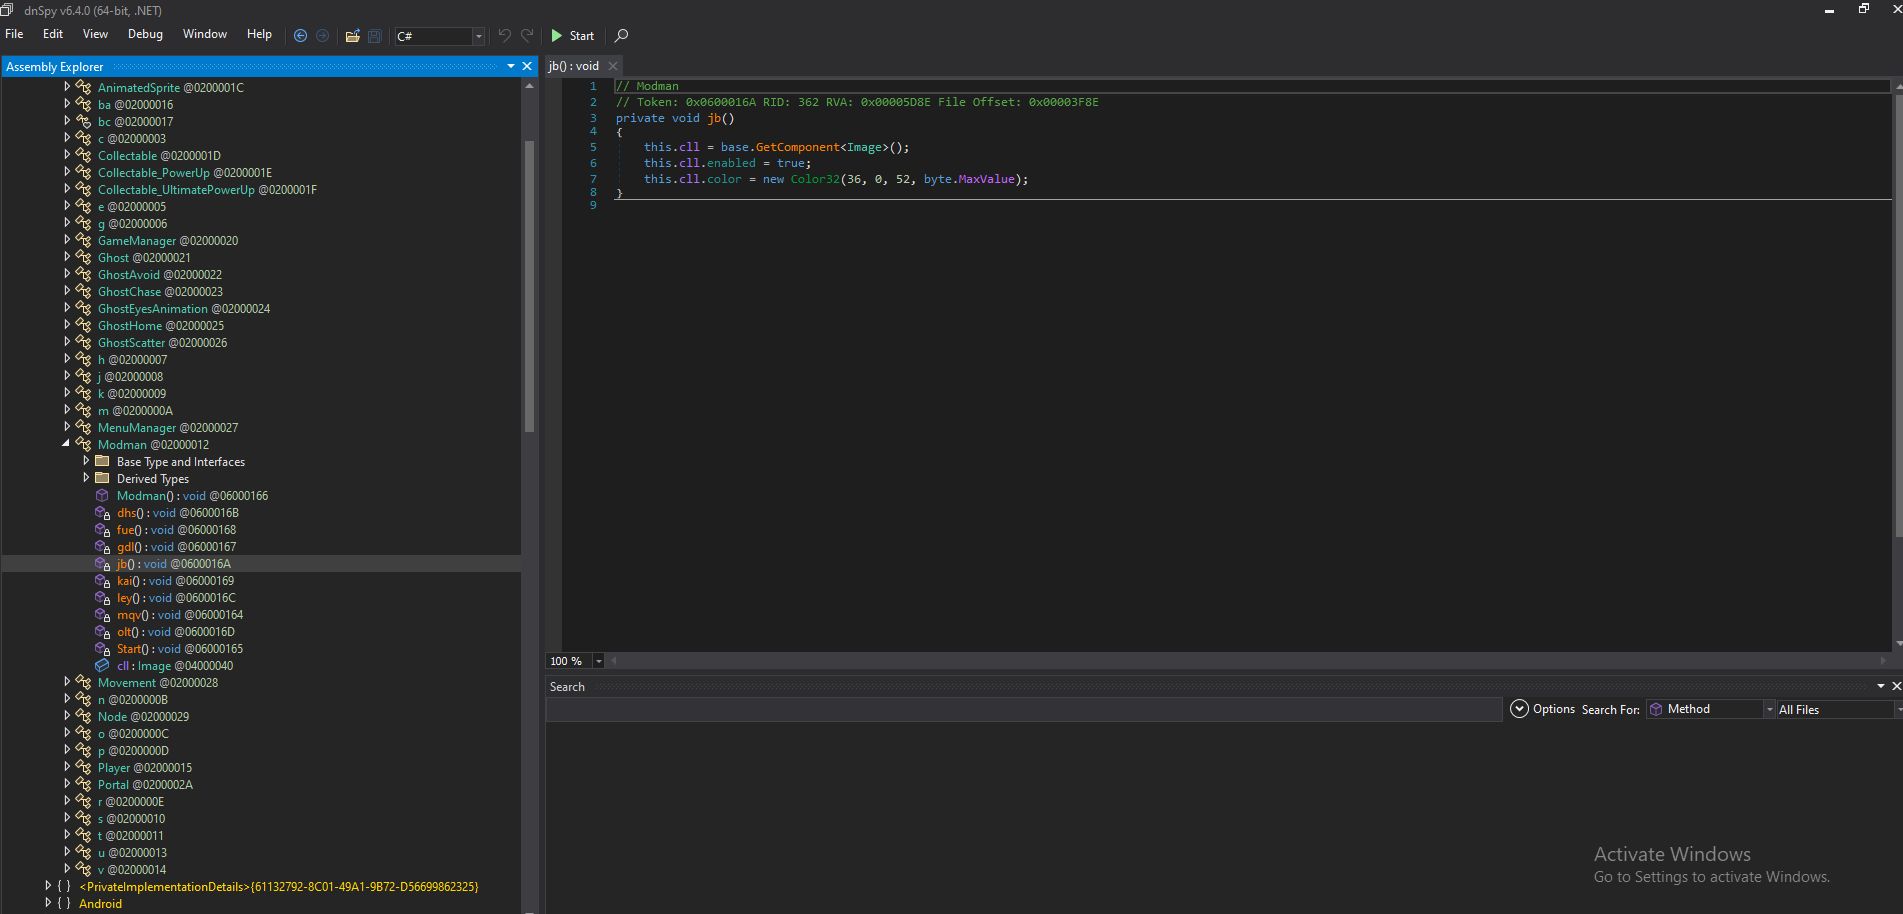 dnSpy v6.4.0 (64-bit, .NET)
File Edit View Debug Window Help C# Start
Assembly Explorer
AnimatedSprite @0200001C
ba @02000016
bc @02000017
c @02000003
Collectable @0200001D
Collectable_PowerUp @0200001E
Collectable_UltimatePowerUp @0200001F
e @02000005
g @02000006
GameManager @02000020
Ghost @02000021
GhostAvoid @02000022
GhostChase @02000023
GhostEyesAnimation @02000024
GhostHome @02000025
GhostScatter @02000026
h @02000007
j @02000008
k @02000009
m @0200000A
MenuManager @02000027
Modman @02000012
Base Type and Interfaces
Derived Types
Modman() : void @06000166
dhs() : void @0600016B
fue() : void @06000168
gdl() : void @06000167
jb() : void @0600016A
kai() : void @06000169
ley() : void @0600016C
mqv() : void @06000164
olt() : void @0600016D
Start() : void @06000165
cll : Image @04000040
Movement @02000028
n @0200000B
Node @02000029
o @0200000C
p @0200000D
Player @02000015
Portal @0200002A
r @0200000E
s @02000010
t @02000011
u @02000013
v @02000014
{ } <PrivateImplementationDetails>{61132792-8C01-49A1-9B72-D56699862325}
{ } Android
jb() : void
1 // Modman
2 // Token: 0x0600016A RID: 362 RVA: 0x00005D8E File Offset: 0x00003F8E
3 private void jb()
4 {
5 this.cll = base.GetComponent<Image>();
6 this.cll.enabled = true;
7 this.cll.color = new Color32(36, 0, 52, byte.MaxValue);
8 }
9
100 %
Search
Options Search For: Method All Files
Activate Windows
Go to Settings to activate Windows.